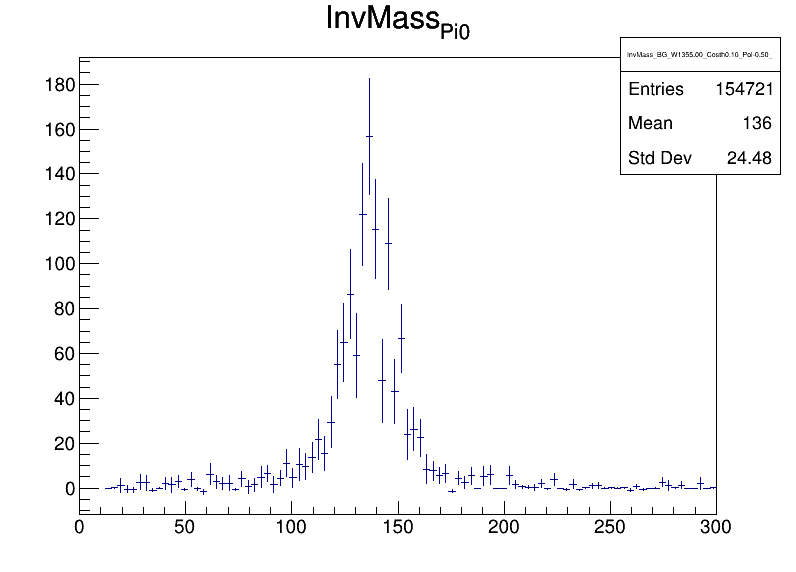 InvMass_Pi0
InvMass_BG_W1355.00_Costh0.10_Pol-0.50_
Entries 154721
Mean 136
Std Dev 24.48
180
160
140
120
100
80
60
40
20
0
0 50 100 150 200 250 300